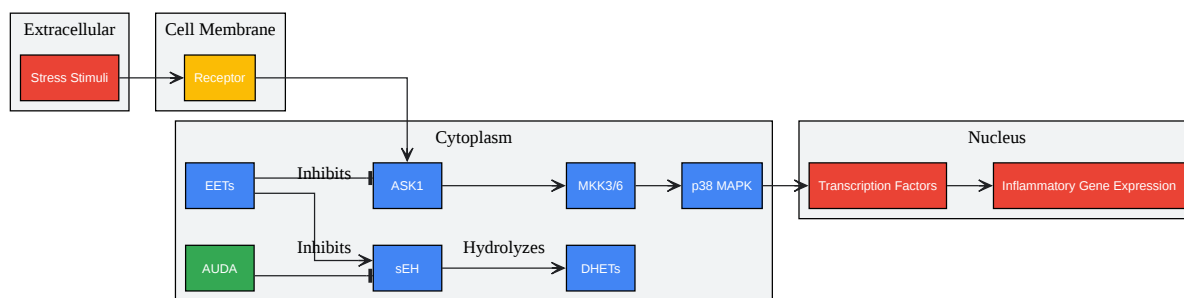 Extracellular
Cell Membrane
Stress Stimuli
Receptor
Cytoplasm
Nucleus
EETs
Inhibits
ASK1
MKK3/6
p38 MAPK
Transcription Factors
Inflammatory Gene Expression
AUDA
Inhibits
sEH
Hydrolyzes
DHETs